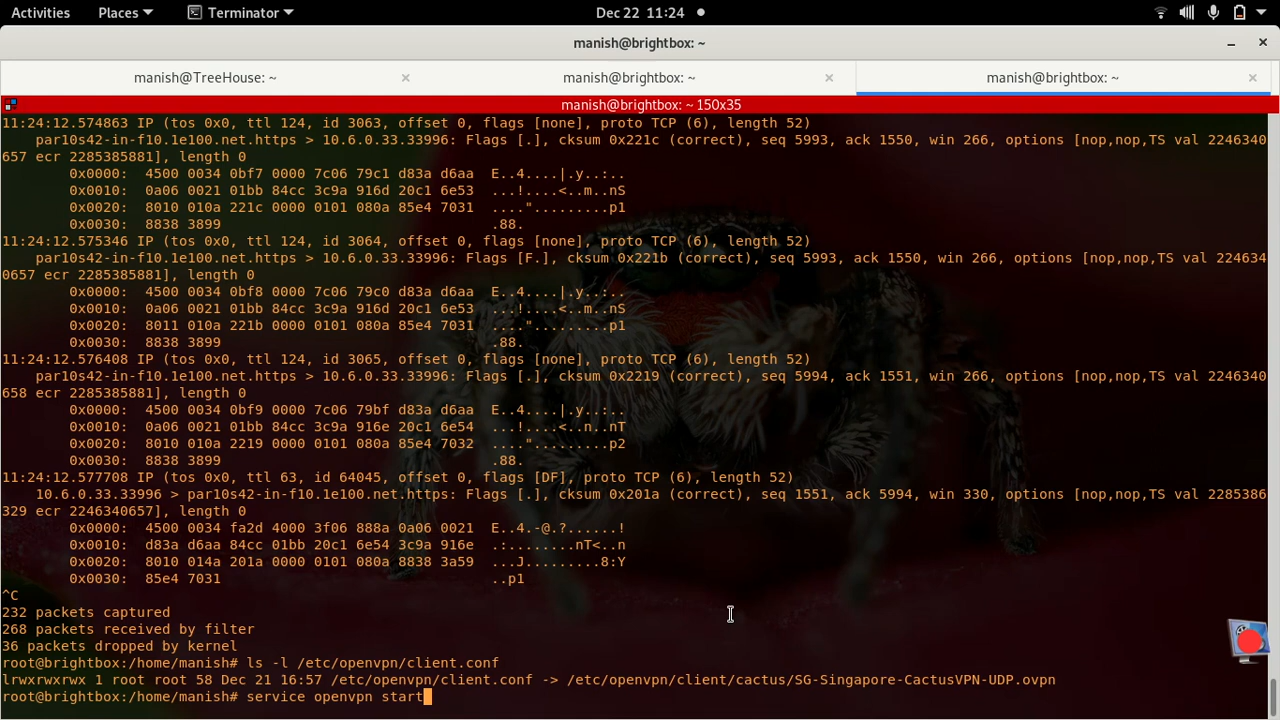 Activities Places Terminator Dec 22 11:24
manish@brightbox: ~
manish@TreeHouse: ~ manish@brightbox: ~ manish@brightbox: ~
manish@brightbox: ~ 150x35
11:24:12.574863 IP (tos 0x0, ttl 124, id 3063, offset 0, flags [none], proto TCP (6), length 52)
    par10s42-in-f10.1e100.net.https > 10.6.0.33.33996: Flags [.], cksum 0x221c (correct), seq 5993, ack 1550, win 266, options [nop,nop,TS val 2246340
657 ecr 2285385881], length 0
        0x0000:  4500 0034 0bf7 0000 7c06 79c1 d83a d6aa  E..4....|.y..:..
        0x0010:  0a06 0021 01bb 84cc 3c9a 916d 20c1 6e53  ...!....<..m..nS
        0x0020:  8010 010a 221c 0000 0101 080a 85e4 7031  ....".........p1
        0x0030:  8838 3899                                .88.
11:24:12.575346 IP (tos 0x0, ttl 124, id 3064, offset 0, flags [none], proto TCP (6), length 52)
    par10s42-in-f10.1e100.net.https > 10.6.0.33.33996: Flags [F.], cksum 0x221b (correct), seq 5993, ack 1550, win 266, options [nop,nop,TS val 224634
0657 ecr 2285385881], length 0
        0x0000:  4500 0034 0bf8 0000 7c06 79c0 d83a d6aa  E..4....|.y..:..
        0x0010:  0a06 0021 01bb 84cc 3c9a 916d 20c1 6e53  ...!....<..m..nS
        0x0020:  8011 010a 221b 0000 0101 080a 85e4 7031  ....".........p1
        0x0030:  8838 3899                                .88.
11:24:12.576408 IP (tos 0x0, ttl 124, id 3065, offset 0, flags [none], proto TCP (6), length 52)
    par10s42-in-f10.1e100.net.https > 10.6.0.33.33996: Flags [.], cksum 0x2219 (correct), seq 5994, ack 1551, win 266, options [nop,nop,TS val 2246340
658 ecr 2285385881], length 0
        0x0000:  4500 0034 0bf9 0000 7c06 79bf d83a d6aa  E..4....|.y..:..
        0x0010:  0a06 0021 01bb 84cc 3c9a 916e 20c1 6e54  ...!....<..n..nT
        0x0020:  8010 010a 2219 0000 0101 080a 85e4 7032  ....".........p2
        0x0030:  8838 3899                                .88.
11:24:12.577708 IP (tos 0x0, ttl 63, id 64045, offset 0, flags [DF], proto TCP (6), length 52)
    10.6.0.33.33996 > par10s42-in-f10.1e100.net.https: Flags [.], cksum 0x201a (correct), seq 1551, ack 5994, win 330, options [nop,nop,TS val 2285386
329 ecr 2246340657], length 0
        0x0000:  4500 0034 fa2d 4000 3f06 888a 0a06 0021  E..4.-@.?......!
        0x0010:  d83a d6aa 84cc 01bb 20c1 6e54 3c9a 916e  .:........nT<..n
        0x0020:  8010 014a 201a 0000 0101 080a 8838 3a59  ...J.........8:Y
        0x0030:  85e4 7031                                ..p1
^C
232 packets captured
268 packets received by filter
36 packets dropped by kernel
root@brightbox:/home/manish# ls -l /etc/openvpn/client.conf
lrwxrwxrwx 1 root root 58 Dec 21 16:57 /etc/openvpn/client.conf -> /etc/openvpn/client/cactus/SG-Singapore-CactusVPN-UDP.ovpn
root@brightbox:/home/manish# service openvpn start